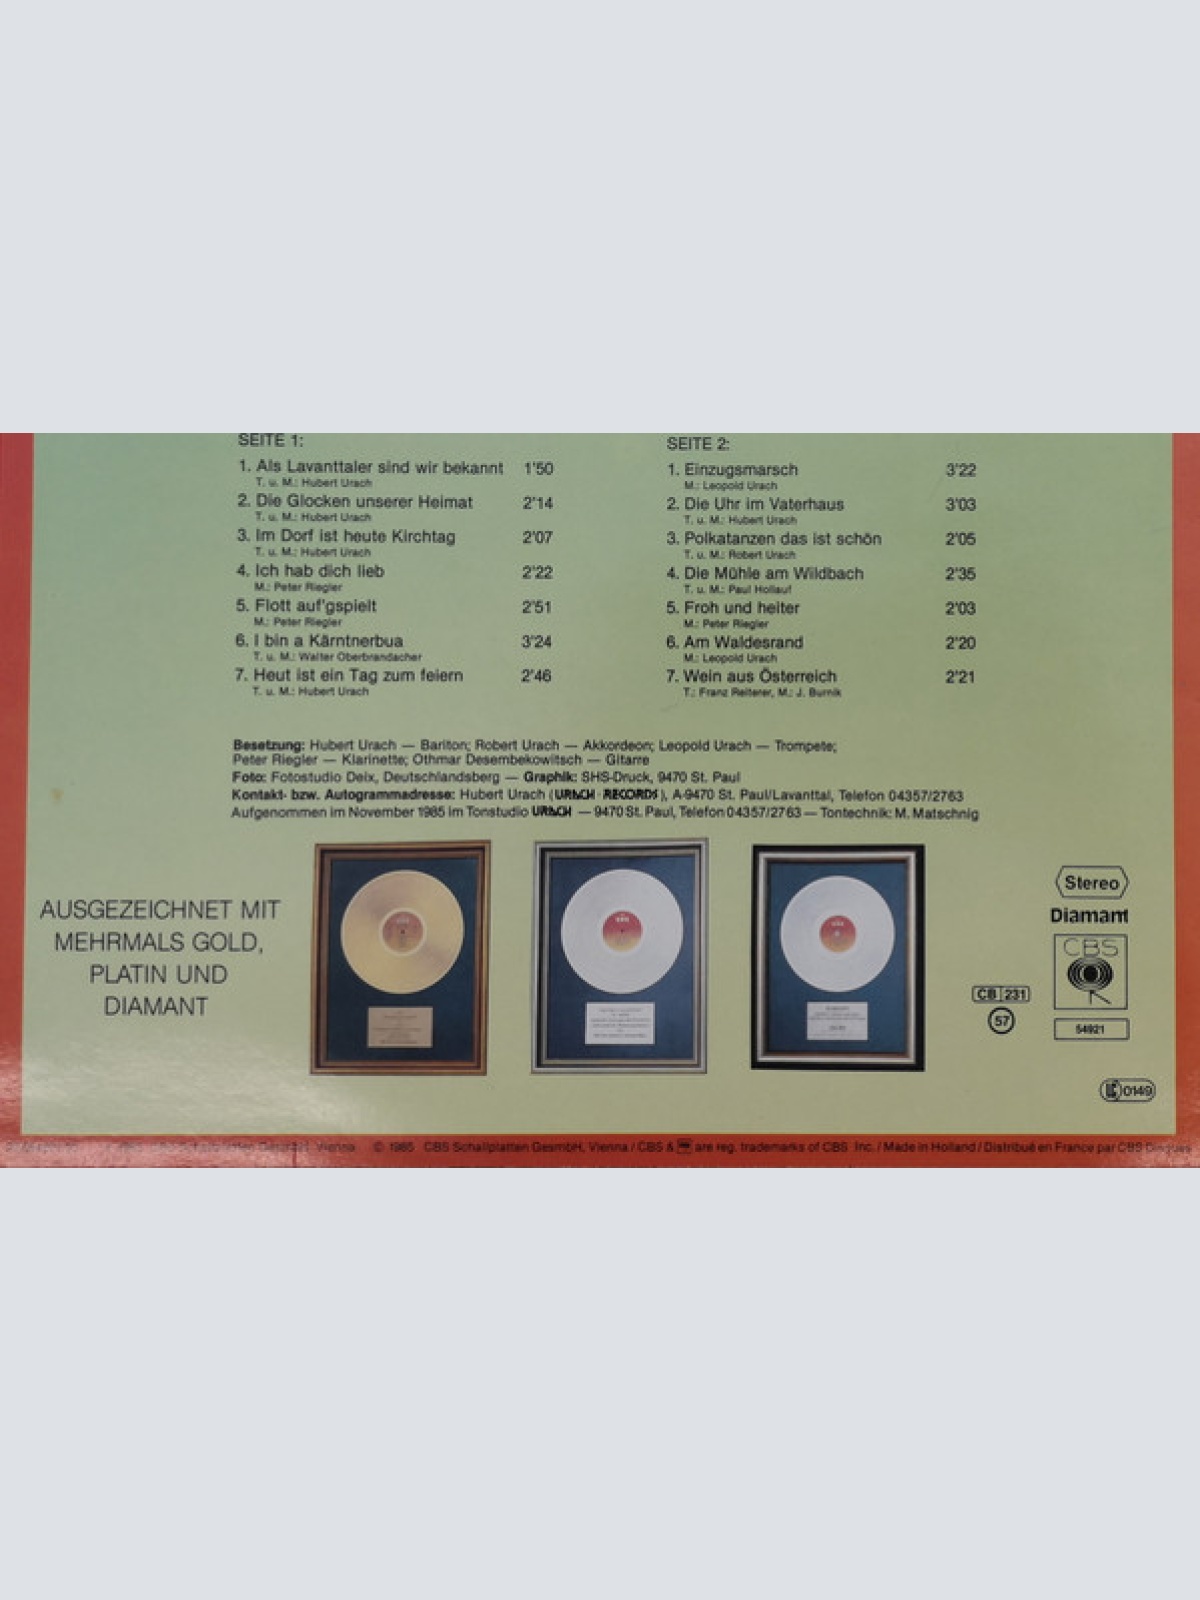 SEITE 1:
1. Als Lavanttaler sind wir bekannt 1'50
T. u. M.: Hubert Urach
2. Die Glocken unserer Heimat 2'14
T. u. M.: Hubert Urach
3. Im Dorf ist heute Kirchtag 2'07
T. u. M.: Hubert Urach
4. Ich hab dich lieb 2'22
M.: Peter Riegler
5. Flott auf'gspielt 2'51
M.: Peter Riegler
6. I bin a Kärntnerbua 3'24
T. u. M.: Walter Oberbrandacher
7. Heut ist ein Tag zum feiern 2'46
T. u. M.: Hubert Urach
SEITE 2:
1. Einzugsmarsch 3'22
M.: Leopold Urach
2. Die Uhr im Vaterhaus 3'03
T. u. M.: Hubert Urach
3. Polkatanzen das ist schön 2'05
T. u. M.: Robert Urach
4. Die Mühle am Wildbach 2'35
T. u. M.: Paul Hollauf
5. Froh und heiter 2'03
M.: Peter Riegler
6. Am Waldesrand 2'20
M.: Leopold Urach
7. Wein aus Österreich 2'21
T.: Franz Reiterer, M.: J. Burnik
Besetzung: Hubert Urach — Bariton; Robert Urach — Akkordeon; Leopold Urach — Trompete;
Peter Riegler — Klarinette; Othmar Desembekowitsch — Gitarre
Foto: Fotostudio Deix, Deutschlandsberg — Graphik: SHS-Druck, 9470 St. Paul
Kontakt- bzw. Autogrammadresse: Hubert Urach (URACH · RECORDS), A-9470 St. Paul/Lavanttal, Telefon 04357/2763
Aufgenommen im November 1985 im Tonstudio URACH — 9470 St. Paul, Telefon 04357/2763 — Tontechnik: M. Matschnig
AUSGEZEICHNET MIT
MEHRMALS GOLD,
PLATIN UND
DIAMANT
Stereo
Diamant
CBS
CB 231
57
54921
LC 0149
Vienna © 1985 CBS Schallplatten GesmbH, Vienna / CBS & are reg. trademarks of CBS Inc. / Made in Holland / Distribué en France par CBS Disques